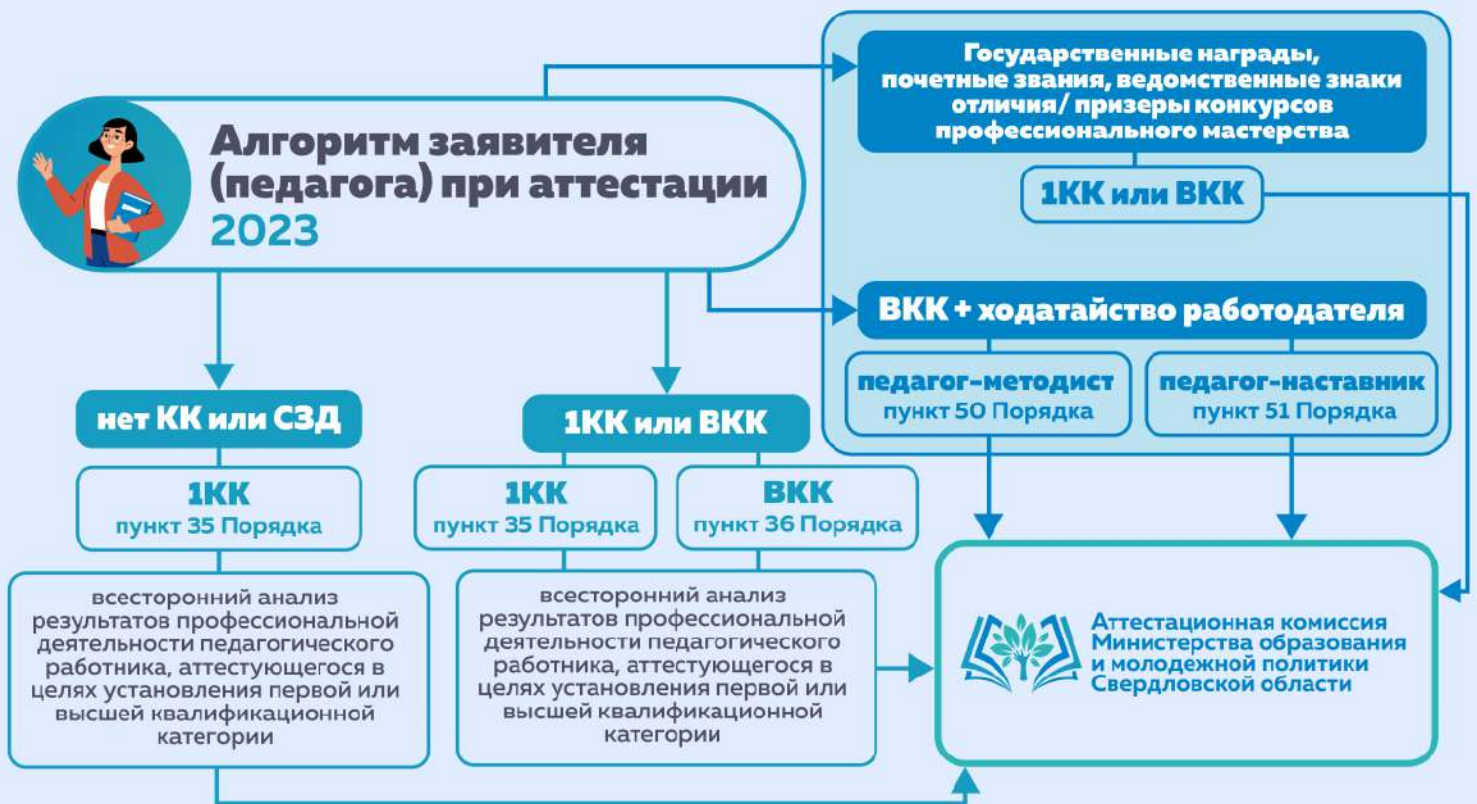 Алгоритм заявителя
(педагога) при аттестации
2023
Государственные награды,
почетные звания, ведомственные знаки
отличия/ призеры конкурсов
профессионального мастерства
1КК или ВКК
ВКК + ходатайство работодателя
педагог-методист
пункт 50 Порядка
педагог-наставник
пункт 51 Порядка
нет КК или СЗД
1КК
пункт 35 Порядка
всесторонний анализ
результатов профессиональной
деятельности педагогического
работника, аттестующегося в
целях установления первой или
высшей квалификационной
категории
1КК или ВКК
1КК
пункт 35 Порядка
ВКК
пункт 36 Порядка
всесторонний анализ
результатов профессиональной
деятельности педагогического
работника, аттестующегося в
целях установления первой или
высшей квалификационной
категории
Аттестационная комиссия
Министерства образования
и молодежной политики
Свердловской области